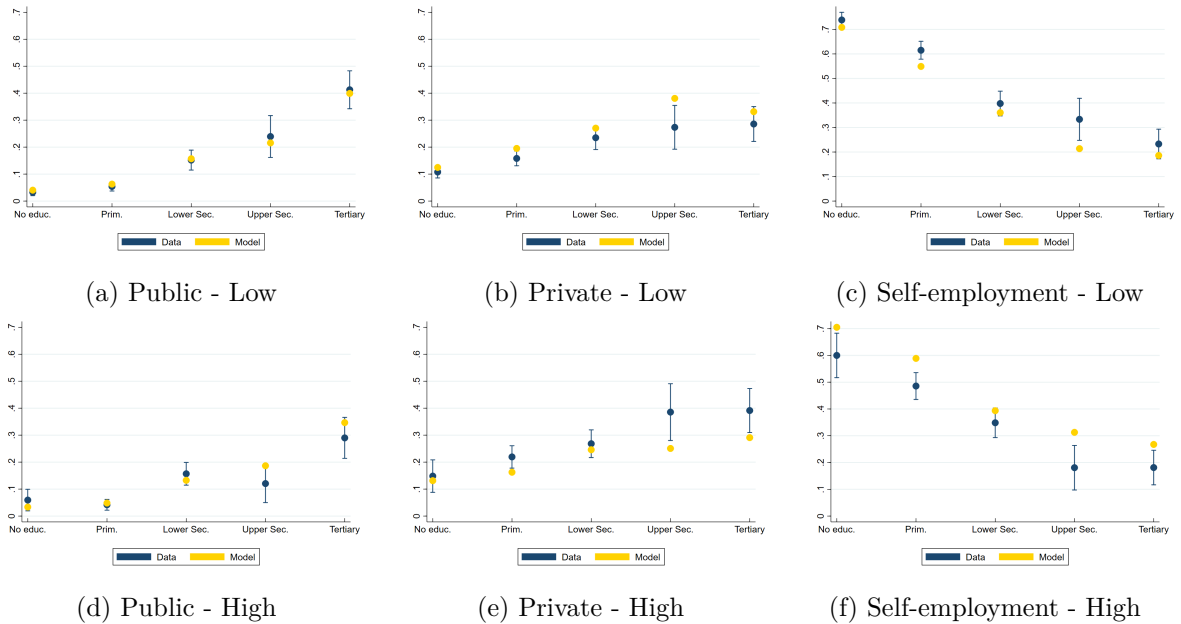 .7
.6
.5
.4
.3
.2
.1
0
No educ. Prim. Lower Sec. Upper Sec. Tertiary
Data Model
(a) Public - Low
.7
.6
.5
.4
.3
.2
.1
0
No educ. Prim. Lower Sec. Upper Sec. Tertiary
Data Model
(b) Private - Low
.7
.6
.5
.4
.3
.2
.1
0
No educ. Prim. Lower Sec. Upper Sec. Tertiary
Data Model
(c) Self-employment - Low
.7
.6
.5
.4
.3
.2
.1
0
No educ. Prim. Lower Sec. Upper Sec. Tertiary
Data Model
(d) Public - High
.7
.6
.5
.4
.3
.2
.1
0
No educ. Prim. Lower Sec. Upper Sec. Tertiary
Data Model
(e) Private - High
.7
.6
.5
.4
.3
.2
.1
0
No educ. Prim. Lower Sec. Upper Sec. Tertiary
Data Model
(f) Self-employment - High